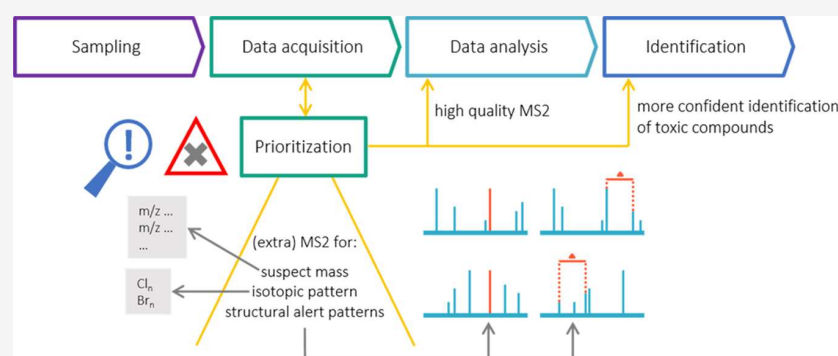 Sampling
Data acquisition
Data analysis
Identification
Prioritization
high quality MS2
more confident identification
of toxic compounds
!
m/z ...
m/z ...
...
Cln
Brn
(extra) MS2 for:
suspect mass
isotopic pattern
structural alert patterns